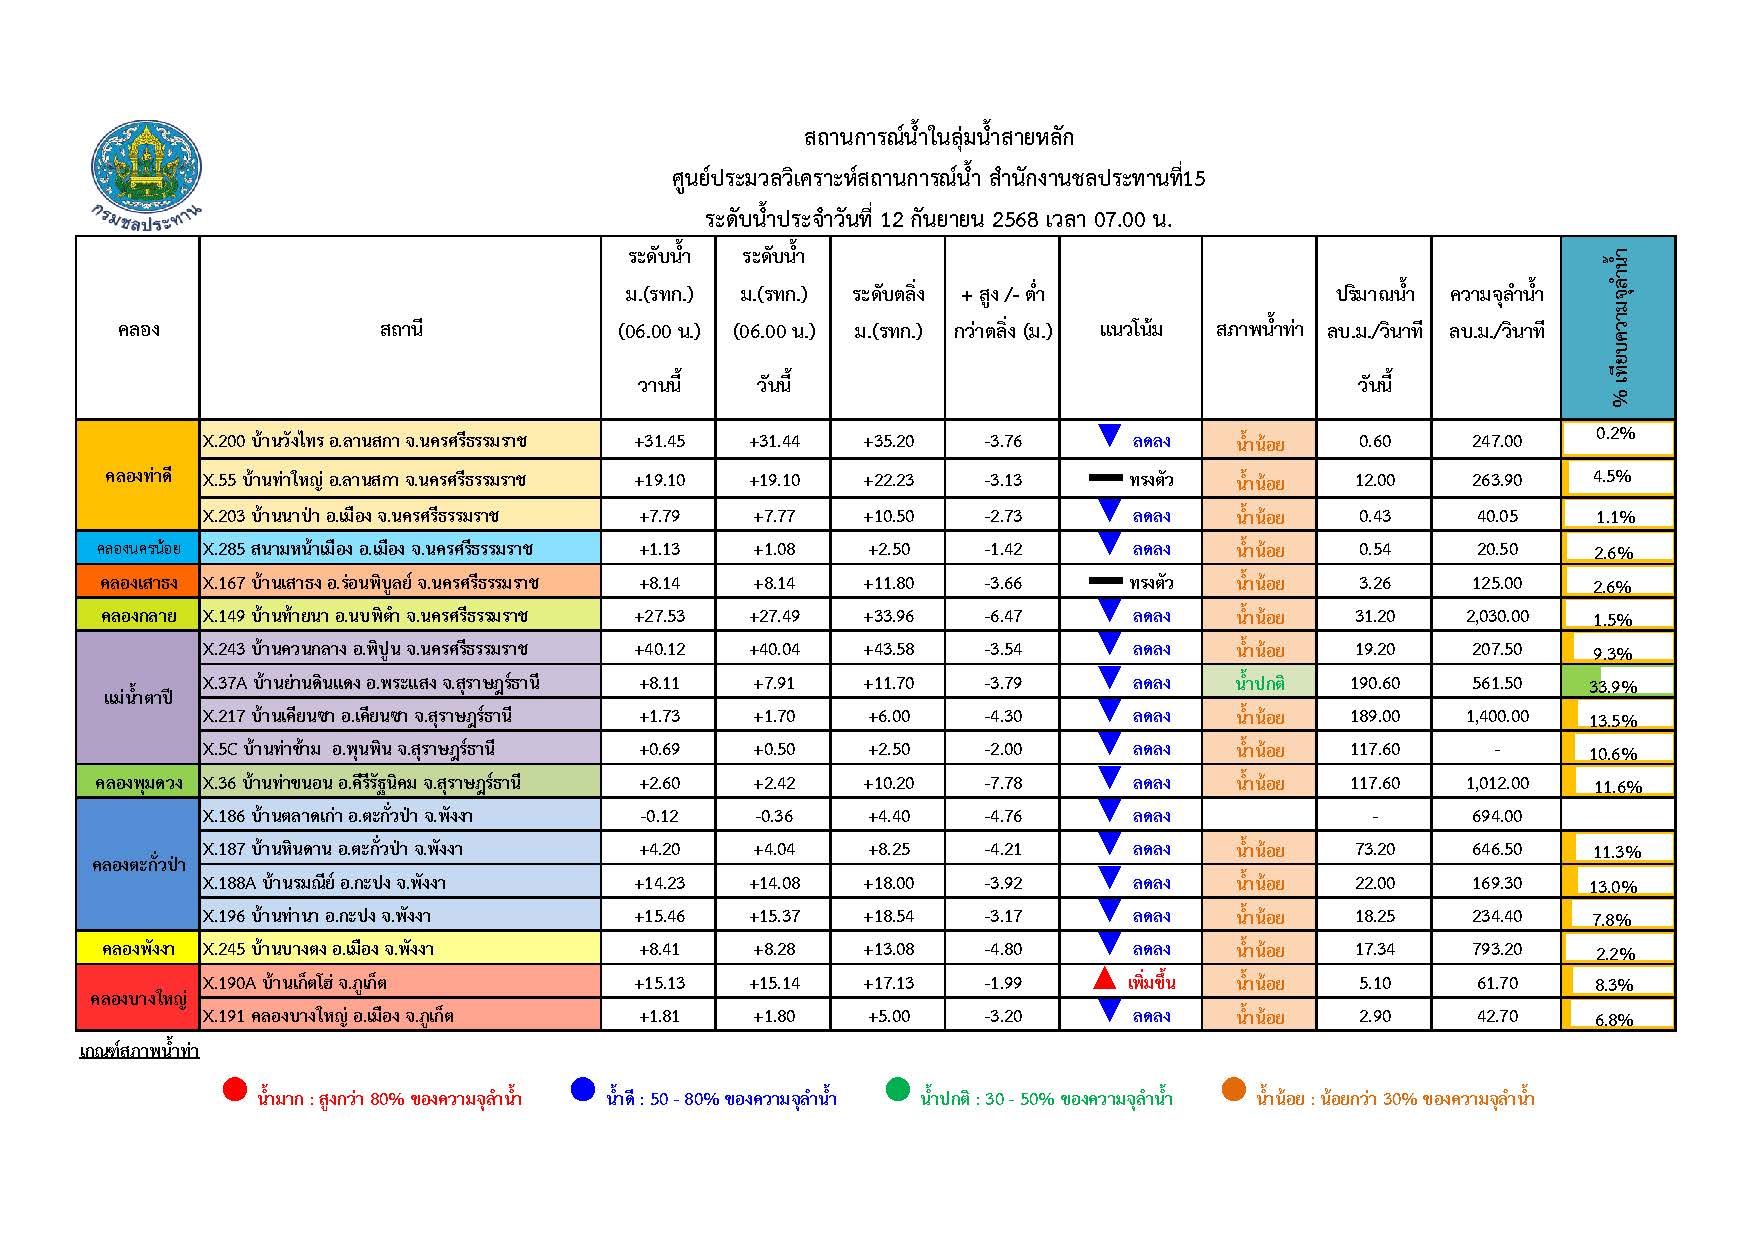 กรมชลประทาน
สถานการณ์น้ำในลุ่มน้ำสายหลัก
ศูนย์ประมวลวิเคราะห์สถานการณ์น้ำ สำนักงานชลประทานที่15
ระดับน้ำประจำวันที่ 12 กันยายน 2568 เวลา 07.00 น.
คลอง สถานี ระดับน้ำ ม.(รทก.) (06.00 น.) วานนี้ ระดับน้ำ ม.(รทก.) (06.00 น.) วันนี้ ระดับตลิ่ง ม.(รทก.) + สูง /- ต่ำ กว่าตลิ่ง (ม.) แนวโน้ม สภาพน้ำท่า ปริมาณน้ำ ลบ.ม./วินาที วันนี้ ความจุลำน้ำ ลบ.ม./วินาที % เทียบความจุลำน้ำ
คลองท่าดี X.200 บ้านวังไทร อ.ลานสกา จ.นครศรีธรรมราช +31.45 +31.44 +35.20 -3.76 ลดลง น้ำน้อย 0.60 247.00 0.2%
X.55 บ้านท่าใหญ่ อ.ลานสกา จ.นครศรีธรรมราช +19.10 +19.10 +22.23 -3.13 ทรงตัว น้ำน้อย 12.00 263.90 4.5%
X.203 บ้านนาป่า อ.เมือง จ.นครศรีธรรมราช +7.79 +7.77 +10.50 -2.73 ลดลง น้ำน้อย 0.43 40.05 1.1%
คลองนครน้อย X.285 สนามหน้าเมือง อ.เมือง จ.นครศรีธรรมราช +1.13 +1.08 +2.50 -1.42 ลดลง น้ำน้อย 0.54 20.50 2.6%
คลองเสาธง X.167 บ้านเสาธง อ.ร่อนพิบูลย์ จ.นครศรีธรรมราช +8.14 +8.14 +11.80 -3.66 ทรงตัว น้ำน้อย 3.26 125.00 2.6%
คลองกลาย X.149 บ้านท้ายนา อ.นบพิตำ จ.นครศรีธรรมราช +27.53 +27.49 +33.96 -6.47 ลดลง น้ำน้อย 31.20 2,030.00 1.5%
แม่น้ำตาปี X.243 บ้านควนกลาง อ.พิปูน จ.นครศรีธรรมราช +40.12 +40.04 +43.58 -3.54 ลดลง น้ำน้อย 19.20 207.50 9.3%
X.37A บ้านย่านดินแดง อ.พระแสง จ.สุราษฎร์ธานี +8.11 +7.91 +11.70 -3.79 ลดลง น้ำปกติ 190.60 561.50 33.9%
X.217 บ้านเคียนซา อ.เคียนซา จ.สุราษฎร์ธานี +1.73 +1.70 +6.00 -4.30 ลดลง น้ำน้อย 189.00 1,400.00 13.5%
X.5C บ้านท่าข้าม อ.พุนพิน จ.สุราษฎร์ธานี +0.69 +0.50 +2.50 -2.00 ลดลง น้ำน้อย 117.60 - 10.6%
คลองพุมดวง X.36 บ้านท่าขนอน อ.คีรีรัฐนิคม จ.สุราษฎร์ธานี +2.60 +2.42 +10.20 -7.78 ลดลง น้ำน้อย 117.60 1,012.00 11.6%
คลองตะกั่วป่า X.186 บ้านตลาดเก่า อ.ตะกั่วป่า จ.พังงา -0.12 -0.36 +4.40 -4.76 ลดลง - 694.00
X.187 บ้านหินดาน อ.ตะกั่วป่า จ.พังงา +4.20 +4.04 +8.25 -4.21 ลดลง น้ำน้อย 73.20 646.50 11.3%
X.188A บ้านรมณีย์ อ.กะปง จ.พังงา +14.23 +14.08 +18.00 -3.92 ลดลง น้ำน้อย 22.00 169.30 13.0%
X.196 บ้านท่านา อ.กะปง จ.พังงา +15.46 +15.37 +18.54 -3.17 ลดลง น้ำน้อย 18.25 234.40 7.8%
คลองพังงา X.245 บ้านบางตง อ.เมือง จ.พังงา +8.41 +8.28 +13.08 -4.80 ลดลง น้ำน้อย 17.34 793.20 2.2%
คลองบางใหญ่ X.190A บ้านเก็ตโฮ่ จ.ภูเก็ต +15.13 +15.14 +17.13 -1.99 เพิ่มขึ้น น้ำน้อย 5.10 61.70 8.3%
X.191 คลองบางใหญ่ อ.เมือง จ.ภูเก็ต +1.81 +1.80 +5.00 -3.20 ลดลง น้ำน้อย 2.90 42.70 6.8%
เกณฑ์สภาพน้ำท่า
น้ำมาก : สูงกว่า 80% ของความจุลำน้ำ น้ำดี : 50 - 80% ของความจุลำน้ำ น้ำปกติ : 30 - 50% ของความจุลำน้ำ น้ำน้อย : น้อยกว่า 30% ของความจุลำน้ำ